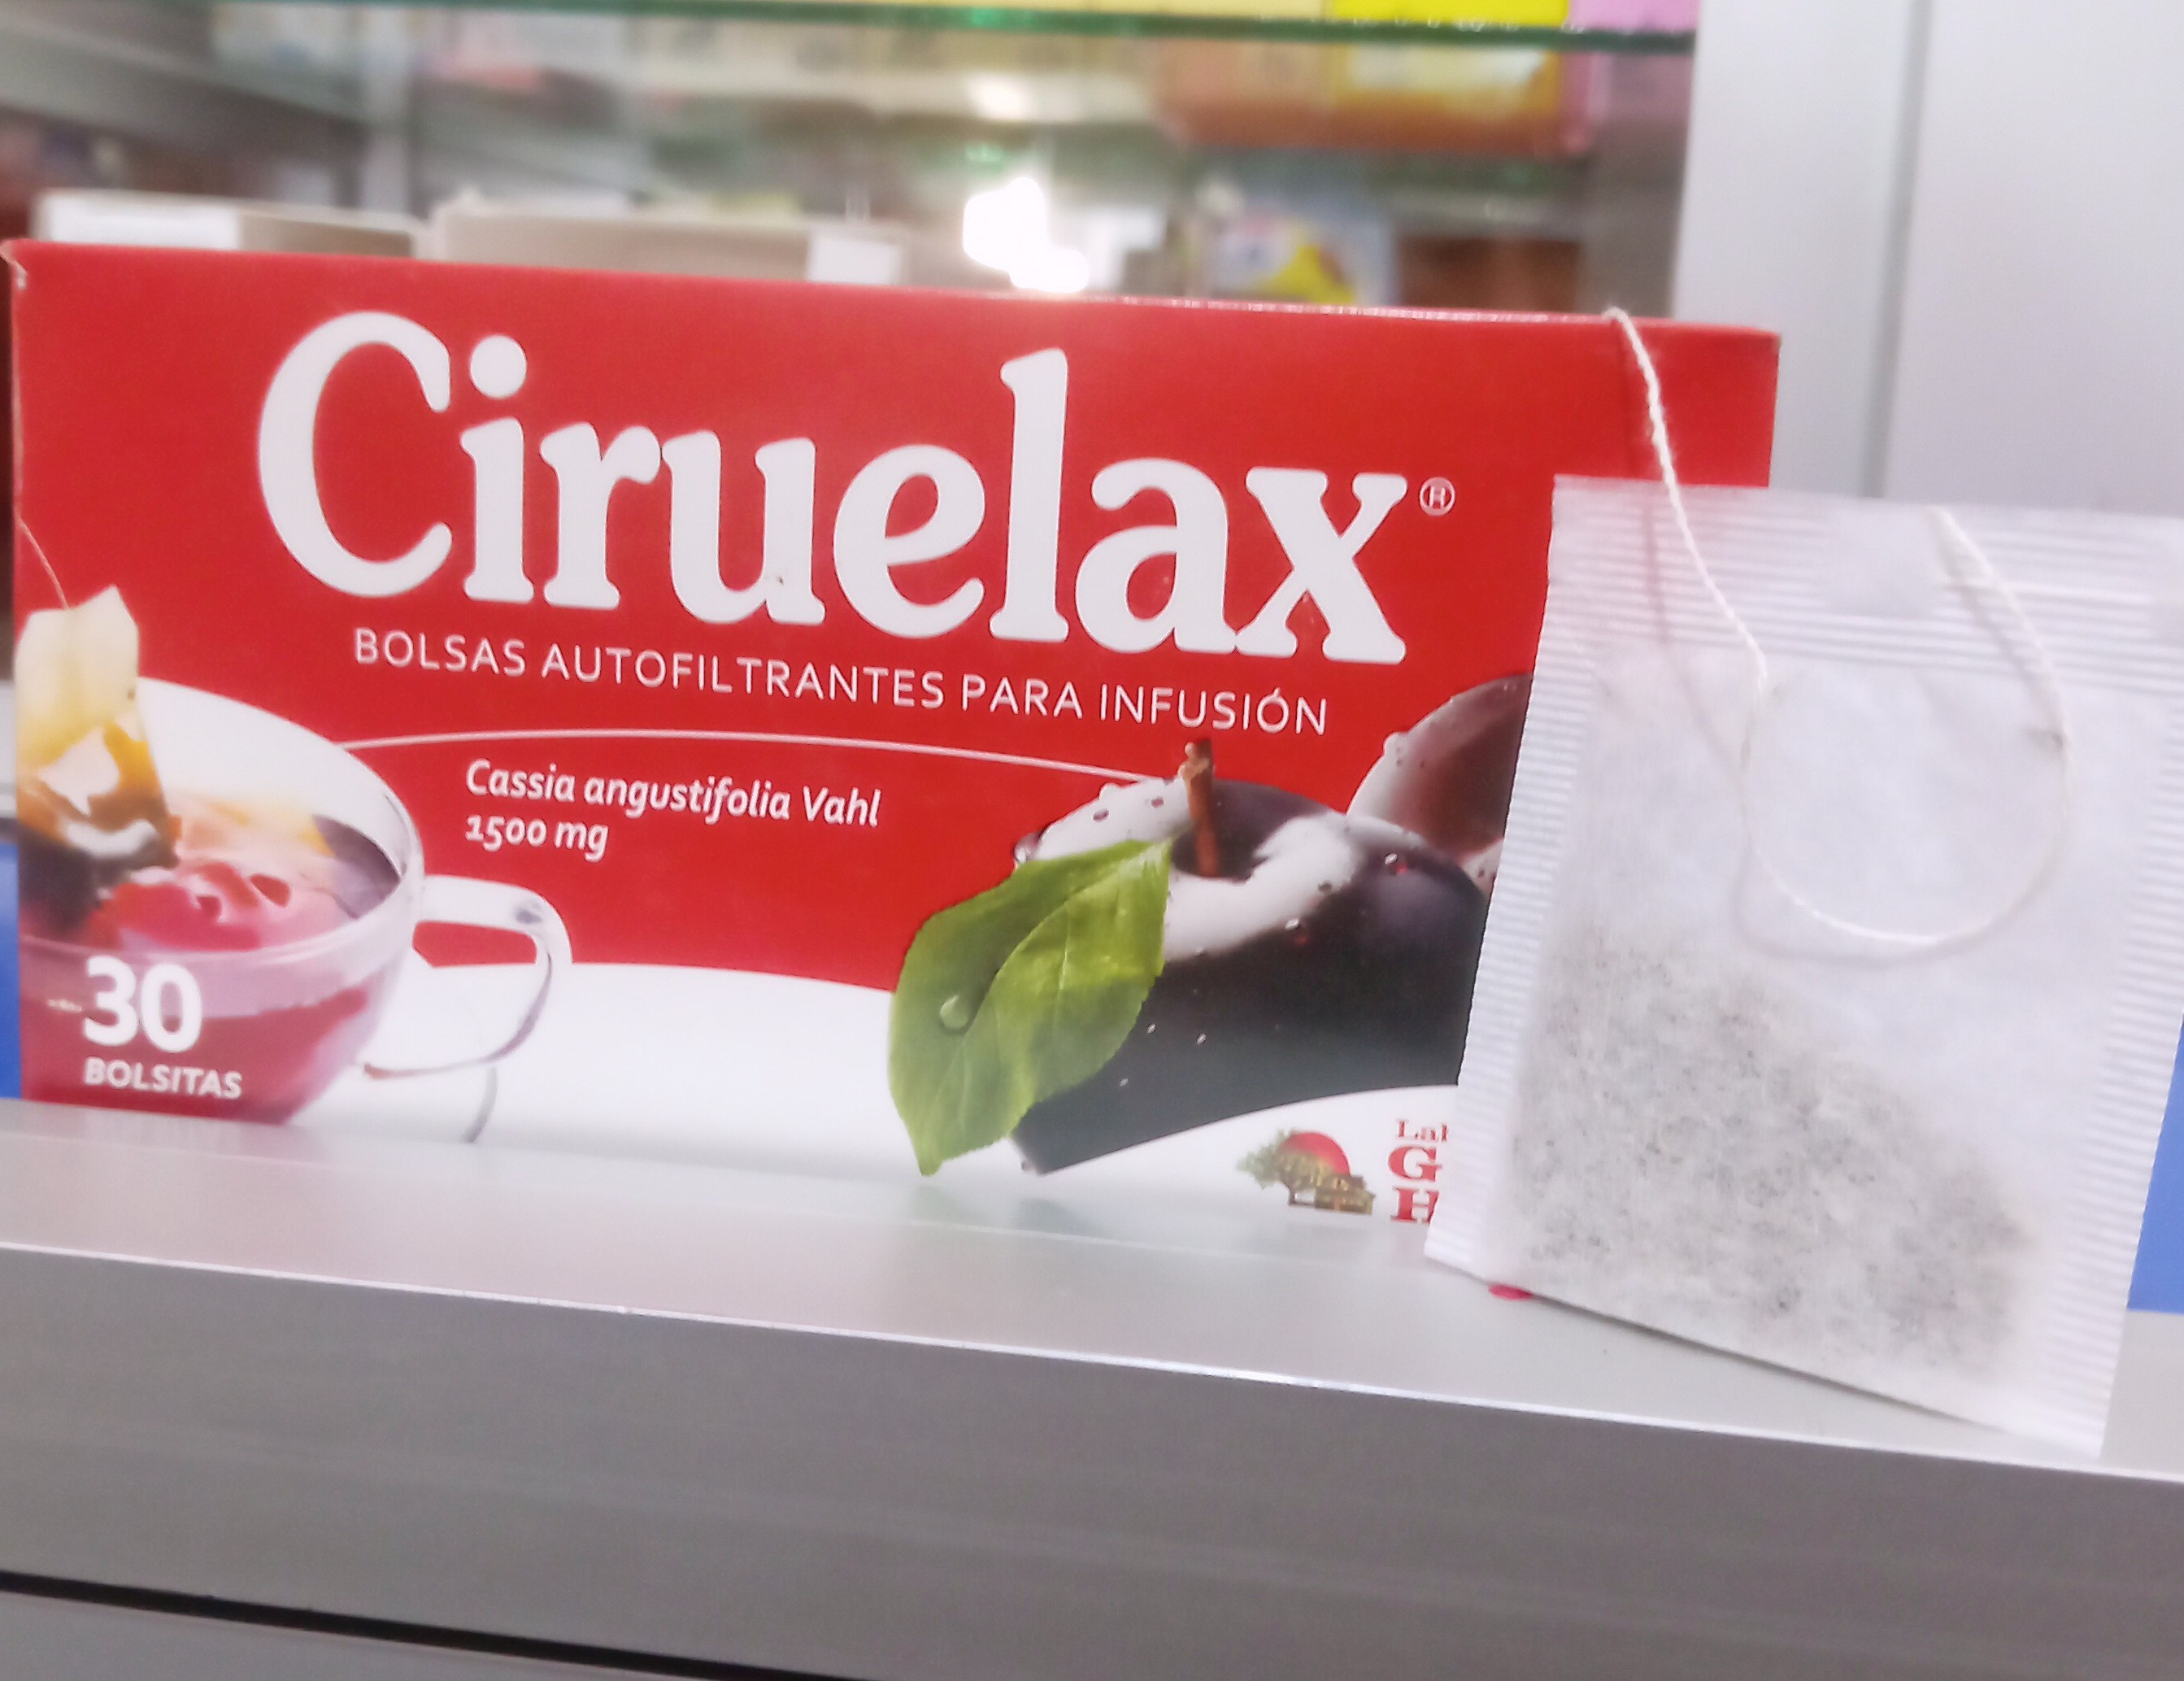 Ciruelax®
BOLSAS AUTOFILTRANTES PARA INFUSIÓN
Cassia angustifolia Vahl
1500 mg
30
BOLSITAS